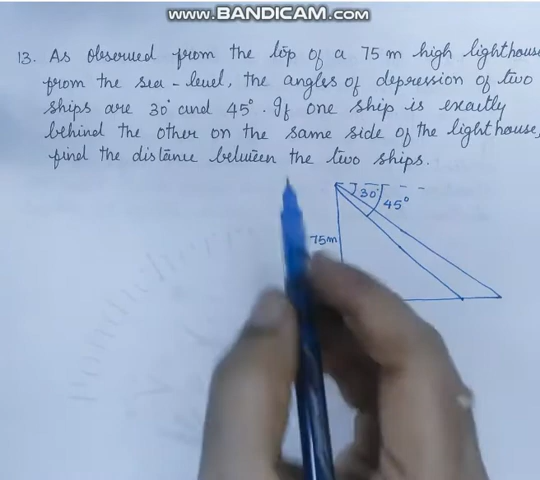 www.BANDICAM.com
13. As observed from the top of a 75 m high lighthouse
from the sea-level, the angles of depression of two
ships are 30° and 45°. If one ship is exactly
behind the other on the same side of the light house,
find the distance between the two ships.
30°
45°
75m